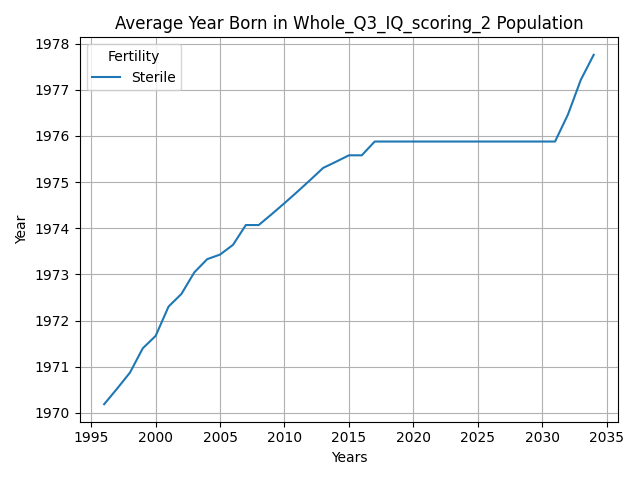 Average Year Born in Whole_Q3_IQ_scoring_2 Population
1978
1977
1976
1975
1974
1973
1972
1971
1970
Year
Fertility
Sterile
1995 2000 2005 2010 2015 2020 2025 2030 2035
Years